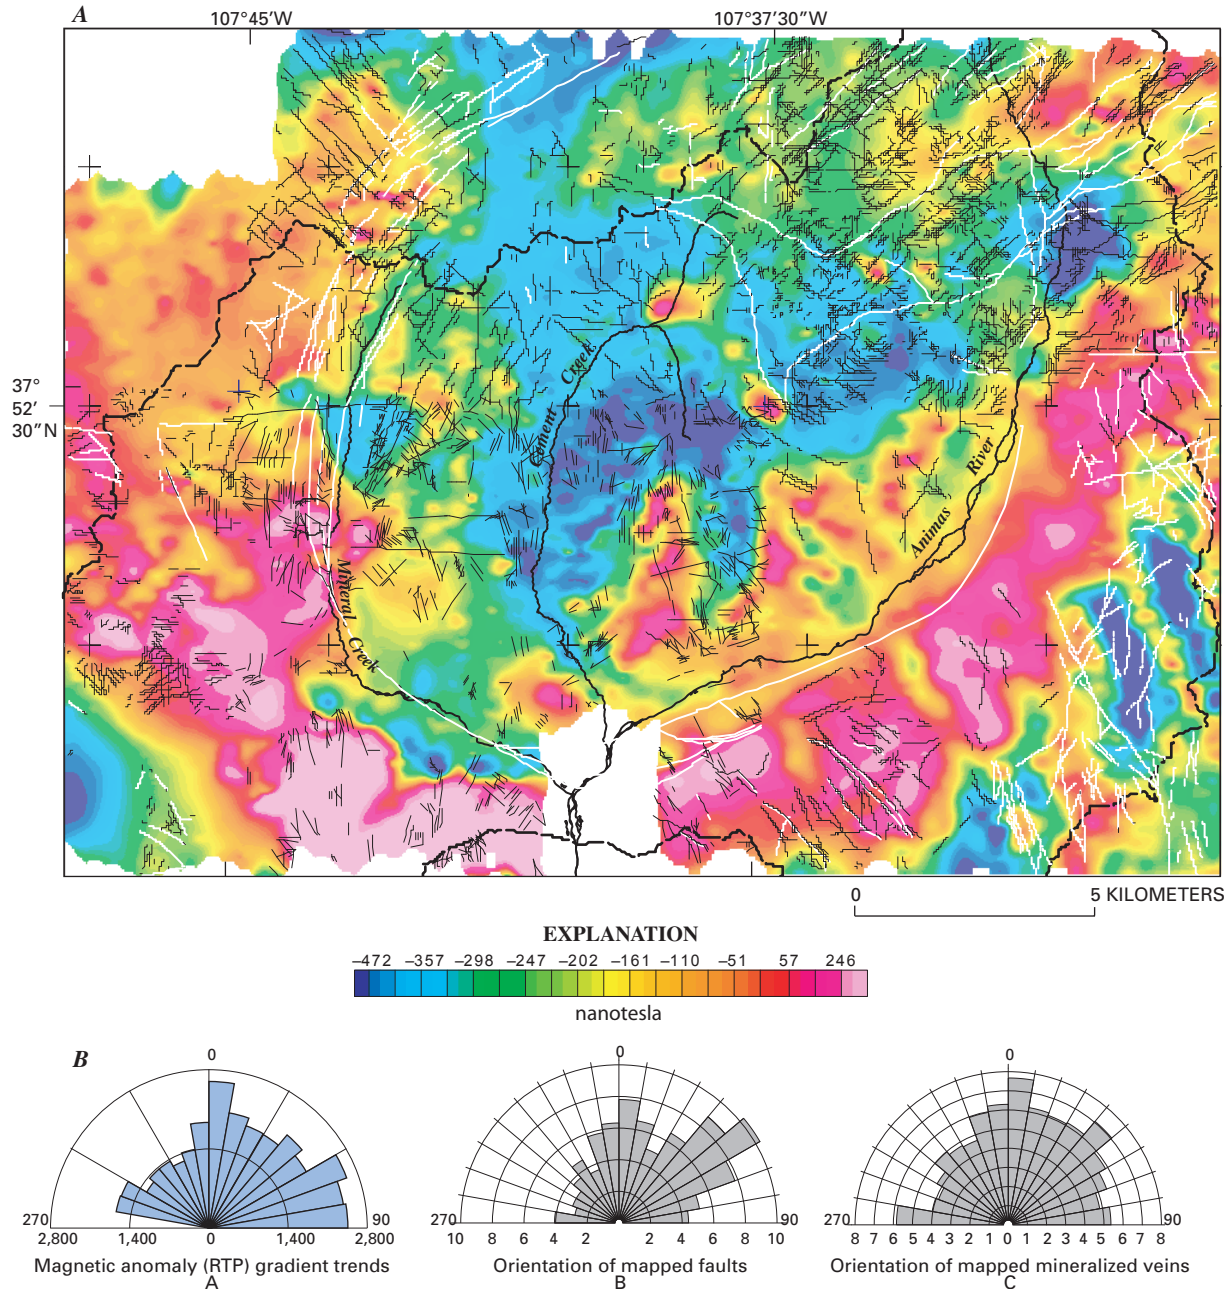 A
107°45’W
107°37’30”W
37°
52’
30”N
Cement Creek
Mineral Creek
Animas River
0
5 KILOMETERS
EXPLANATION
–472 –357 –298 –247 –202 –161 –110 –51 57 246
nanotesla
B
0
270
90
2,800 1,400 0 1,400 2,800
Magnetic anomaly (RTP) gradient trends
A
0
270
90
10 8 6 4 2 2 4 6 8 10
Orientation of mapped faults
B
0
270
90
8 7 6 5 4 3 2 1 0 1 2 3 4 5 6 7 8
Orientation of mapped mineralized veins
C